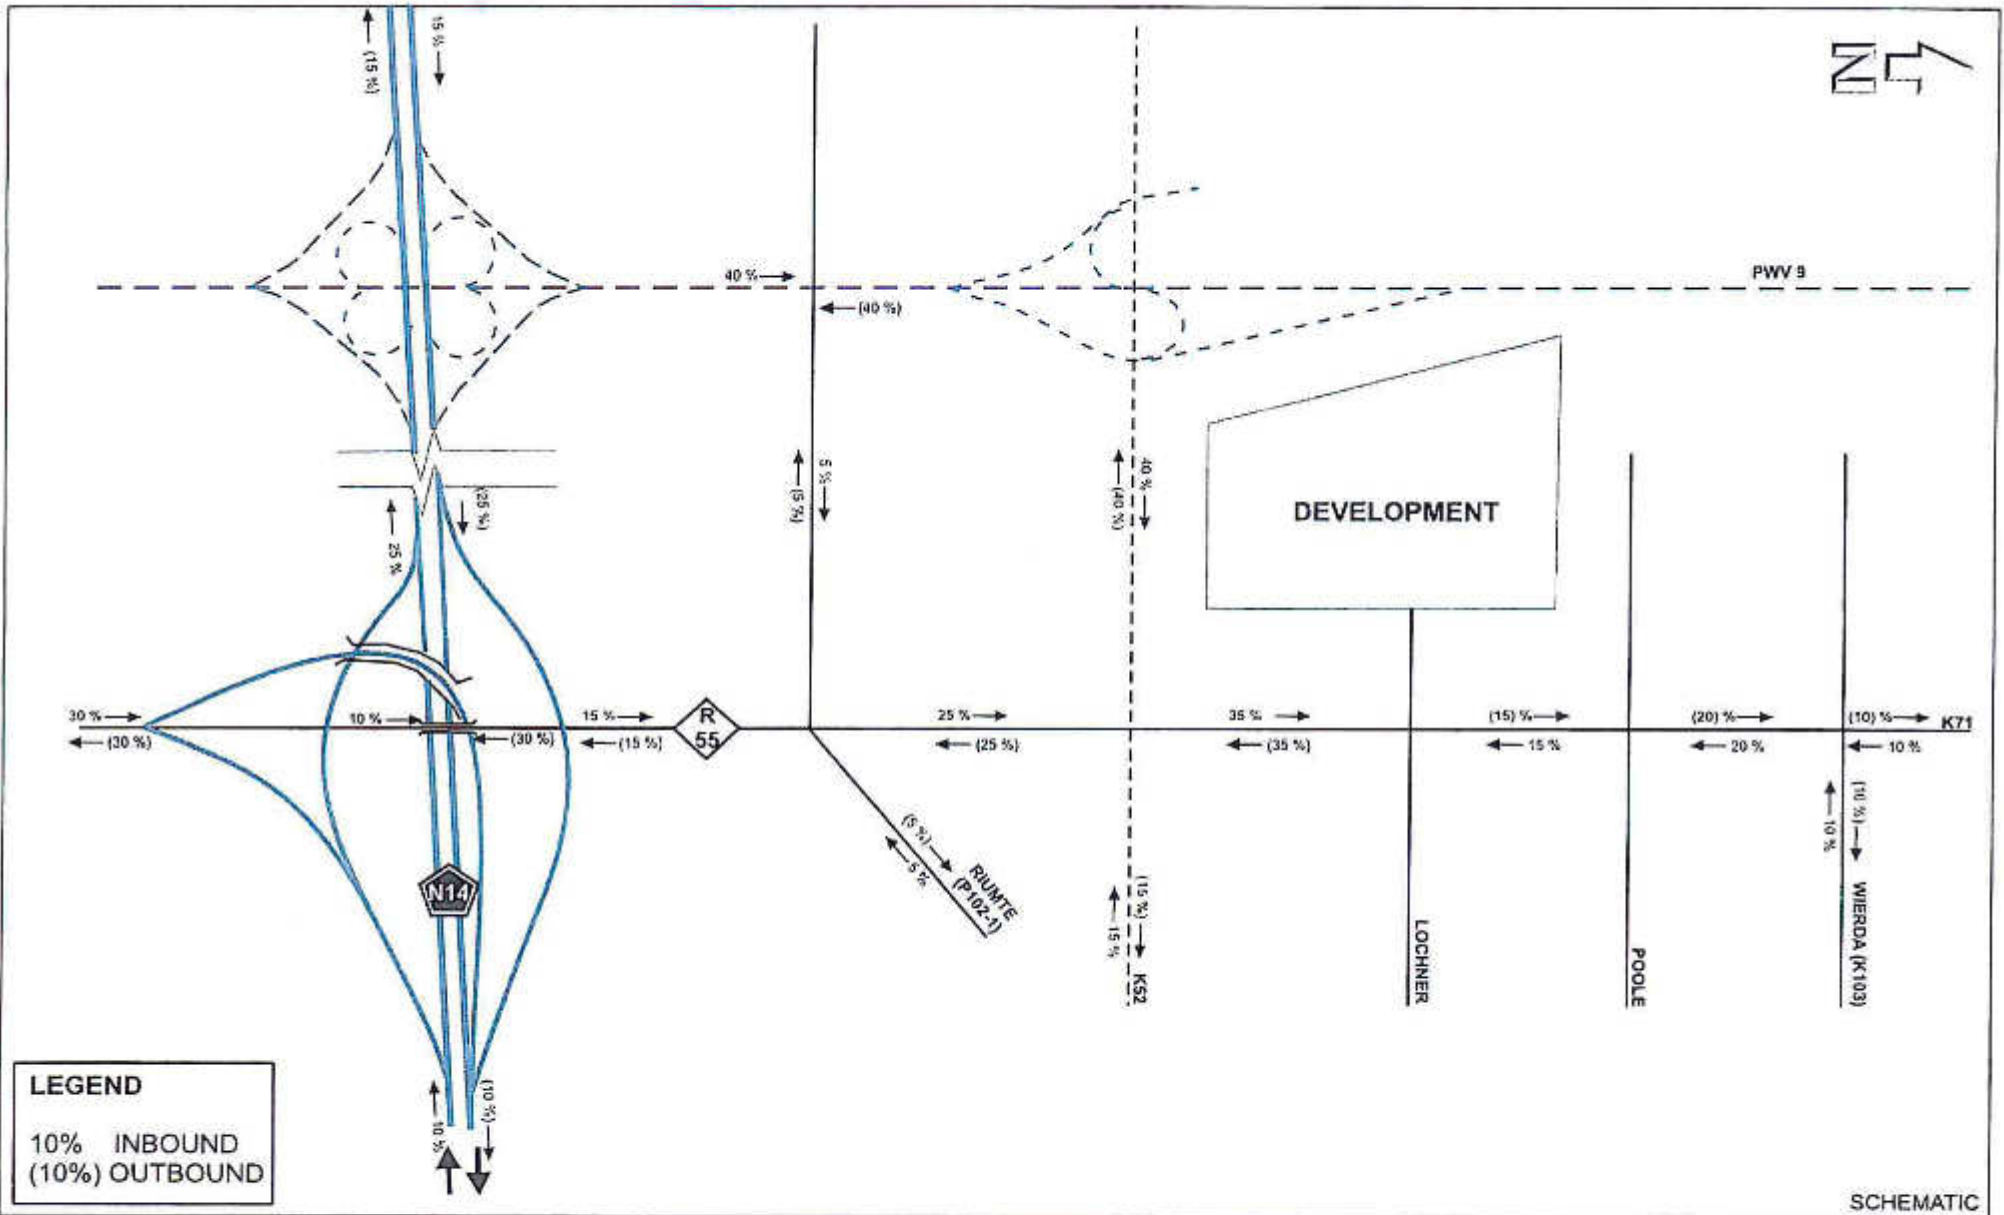 (15 %)
15 %
N
PWV 9
40 %
(40 %)
(25 %)
25 %
(5 %)
5 %
(40 %)
40 %
DEVELOPMENT
30 %
(30 %)
10 %
(30 %)
15 %
(15 %)
R
55
25 %
(25 %)
35 %
(35 %)
(15) %
15 %
(20) %
20 %
(10) %
10 %
K71
(5 %)
5 %
RIUMTE
(P102-1)
(15 %)
15 %
K52
LOCHNER
POOLE
10 %
(10 %)
WIERDA (K103)
N14
10 %
(10 %)
LEGEND
10% INBOUND
(10%) OUTBOUND
SCHEMATIC